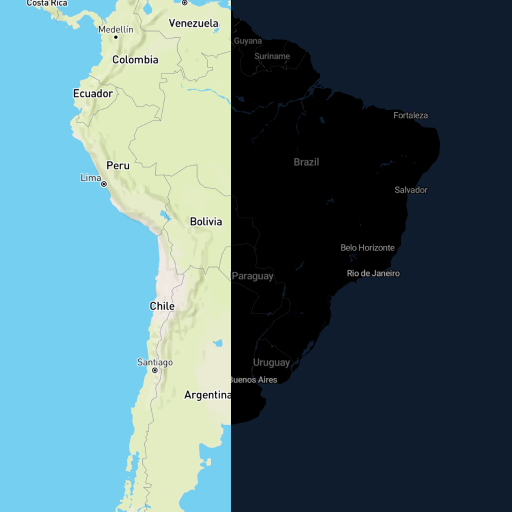 Costa Rica
Venezuela
Medellín
Guyana
Suriname
Colombia
Ecuador
Fortaleza
Peru
Brazil
Lima
Salvador
Bolivia
Belo Horizonte
Paraguay
Rio de Janeiro
Chile
Santiago
Uruguay
Buenos Aires
Argentina